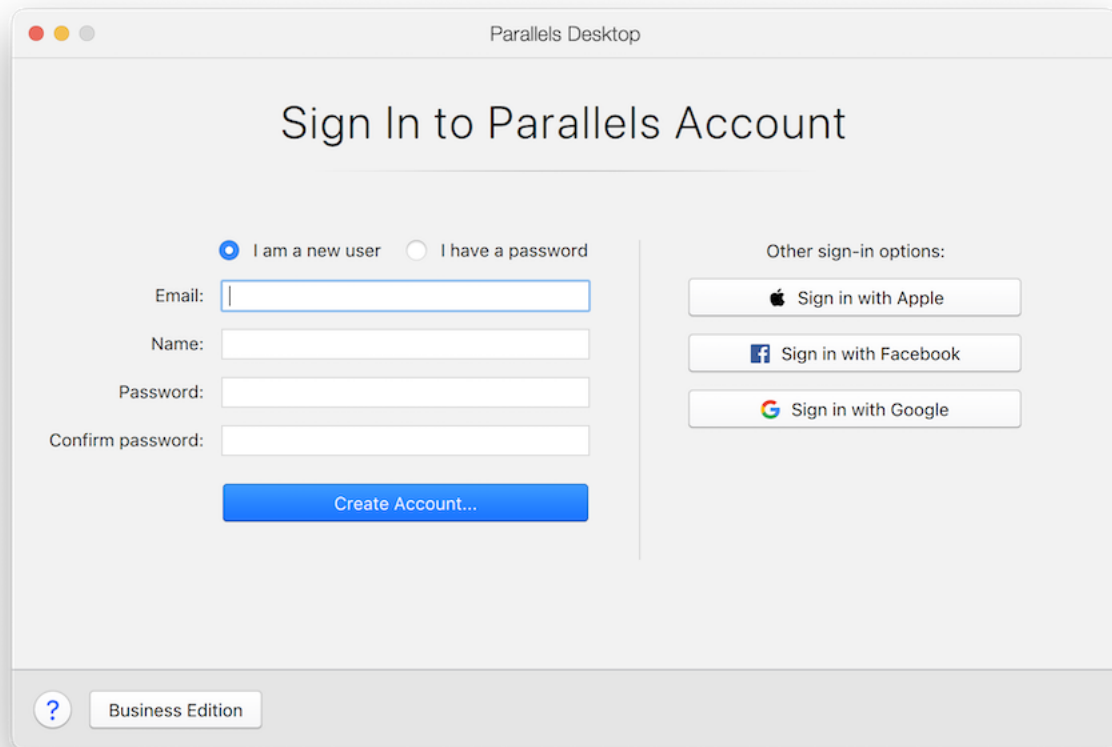 Parallels Desktop
Sign In to Parallels Account
I am a new user I have a password
Email:
Name:
Password:
Confirm password:
Create Account...
Other sign-in options:
Sign in with Apple
Sign in with Facebook
Sign in with Google
? Business Edition